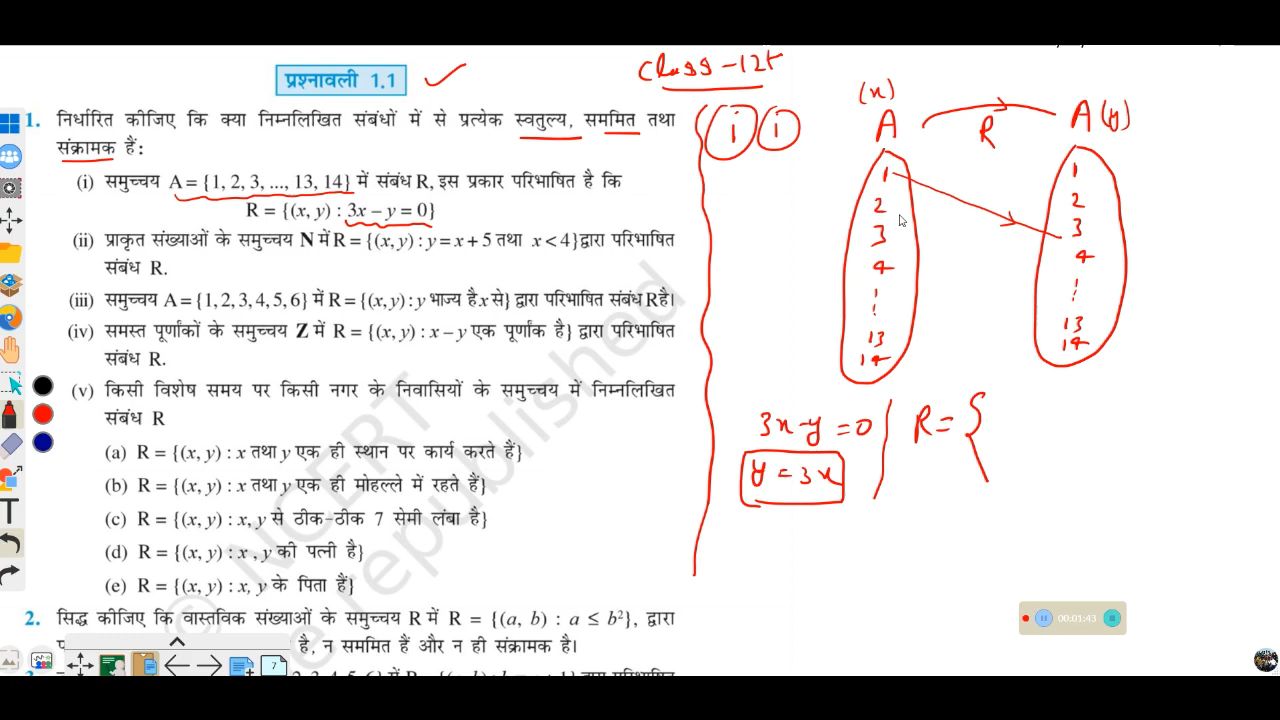 प्रश्नावली 1.1
Class -12th
1. निर्धारित कीजिए कि क्या निम्नलिखित संबंधों में से प्रत्येक स्वतुल्य, सममित तथा
संक्रामक हैं:
(i) समुच्चय A = {1, 2, 3, ..., 13, 14} में संबंध R, इस प्रकार परिभाषित है कि
R = {(x, y) : 3x – y = 0}
(ii) प्राकृत संख्याओं के समुच्चय N में R = {(x, y) : y = x + 5 तथा x < 4} द्वारा परिभाषित
संबंध R.
(iii) समुच्चय A = {1, 2, 3, 4, 5, 6} में R = {(x, y) : y भाज्य है x से} द्वारा परिभाषित संबंध R है।
(iv) समस्त पूर्णांकों के समुच्चय Z में R = {(x, y) : x – y एक पूर्णांक है} द्वारा परिभाषित
संबंध R.
(v) किसी विशेष समय पर किसी नगर के निवासियों के समुच्चय में निम्नलिखित
संबंध R
(a) R = {(x, y) : x तथा y एक ही स्थान पर कार्य करते हैं}
(b) R = {(x, y) : x तथा y एक ही मोहल्ले में रहते हैं}
(c) R = {(x, y) : x, y से ठीक-ठीक 7 सेमी लंबा है}
(d) R = {(x, y) : x , y की पत्नी है}
(e) R = {(x, y) : x, y के पिता हैं}
2. सिद्ध कीजिए कि वास्तविक संख्याओं के समुच्चय R में R = {(a, b) : a ≤ b²}, द्वारा
है, न सममित हैं और न ही संक्रामक है।
© NCERT
republished
i i
(x)
A R A (y)
1 1
2 2
3 3
4 4
! !
13 13
14 14
3x-y=0 R = {
y = 3x
00:01:43
T
7